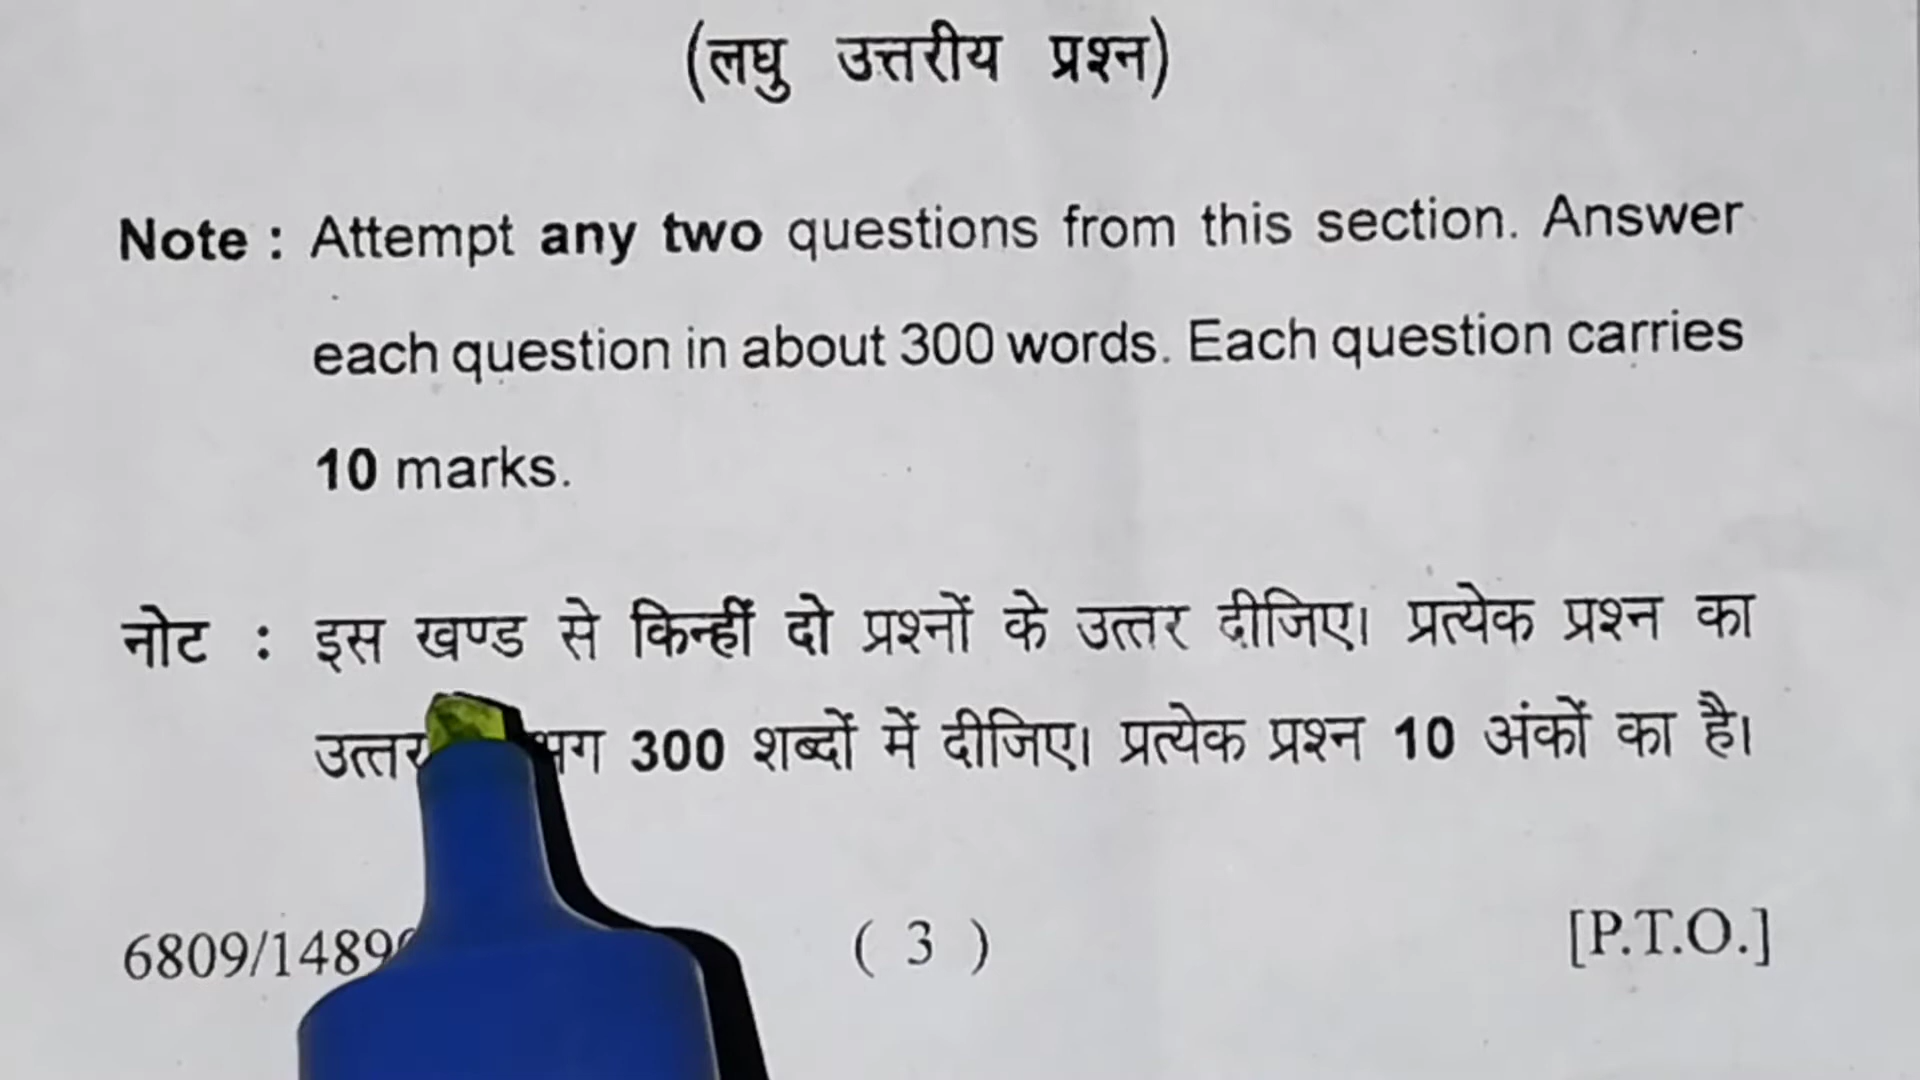 (लघु उत्तरीय प्रश्न)
Note : Attempt any two questions from this section. Answer
each question in about 300 words. Each question carries
10 marks.
नोट : इस खण्ड से किन्हीं दो प्रश्नों के उत्तर दीजिए। प्रत्येक प्रश्न का
उत्तर 300 शब्दों में दीजिए। प्रत्येक प्रश्न 10 अंकों का है।
( 3 )
[P.T.O.]